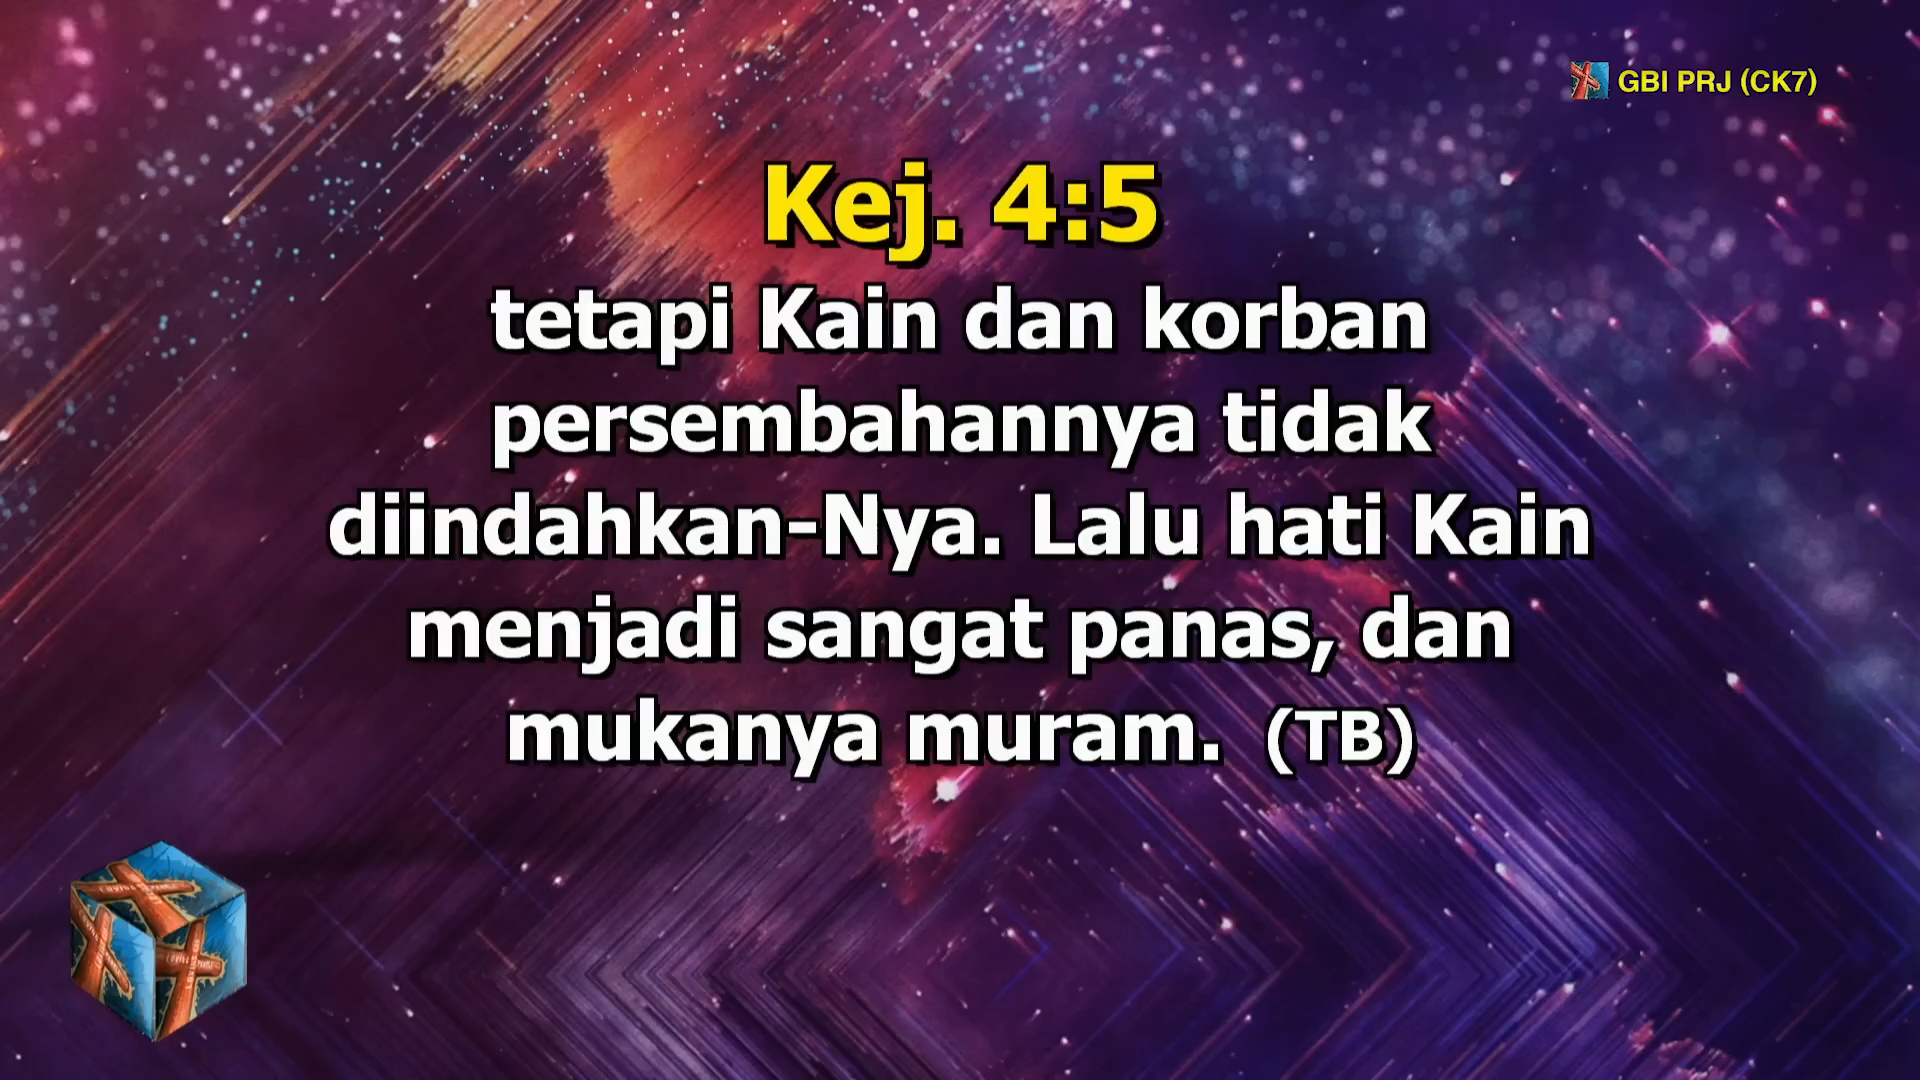 GBI PRJ (CK7)
Kej. 4:5
tetapi Kain dan korban
persembahannya tidak
diindahkan-Nya. Lalu hati Kain
menjadi sangat panas, dan
mukanya muram. (TB)